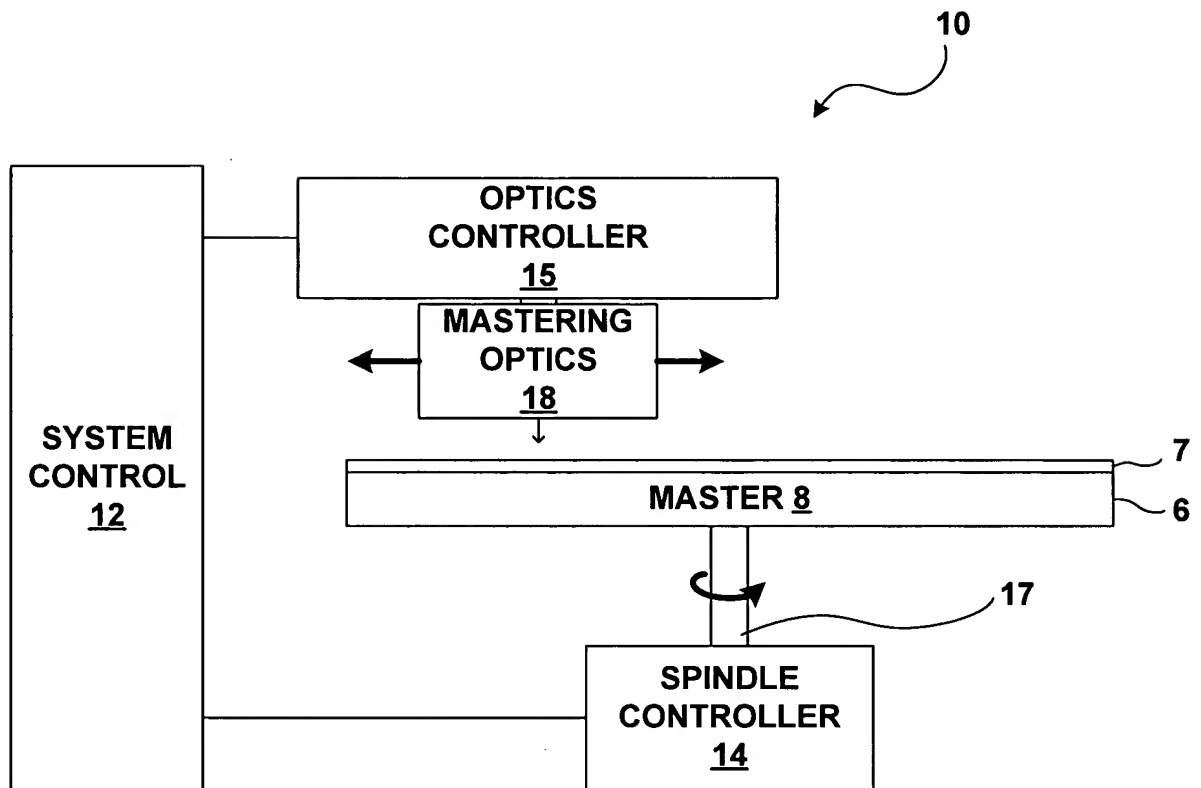 10
OPTICS
CONTROLLER
15
MASTERING
OPTICS
18
SYSTEM
CONTROL
12
7
MASTER 8
6
17
SPINDLE
CONTROLLER
14